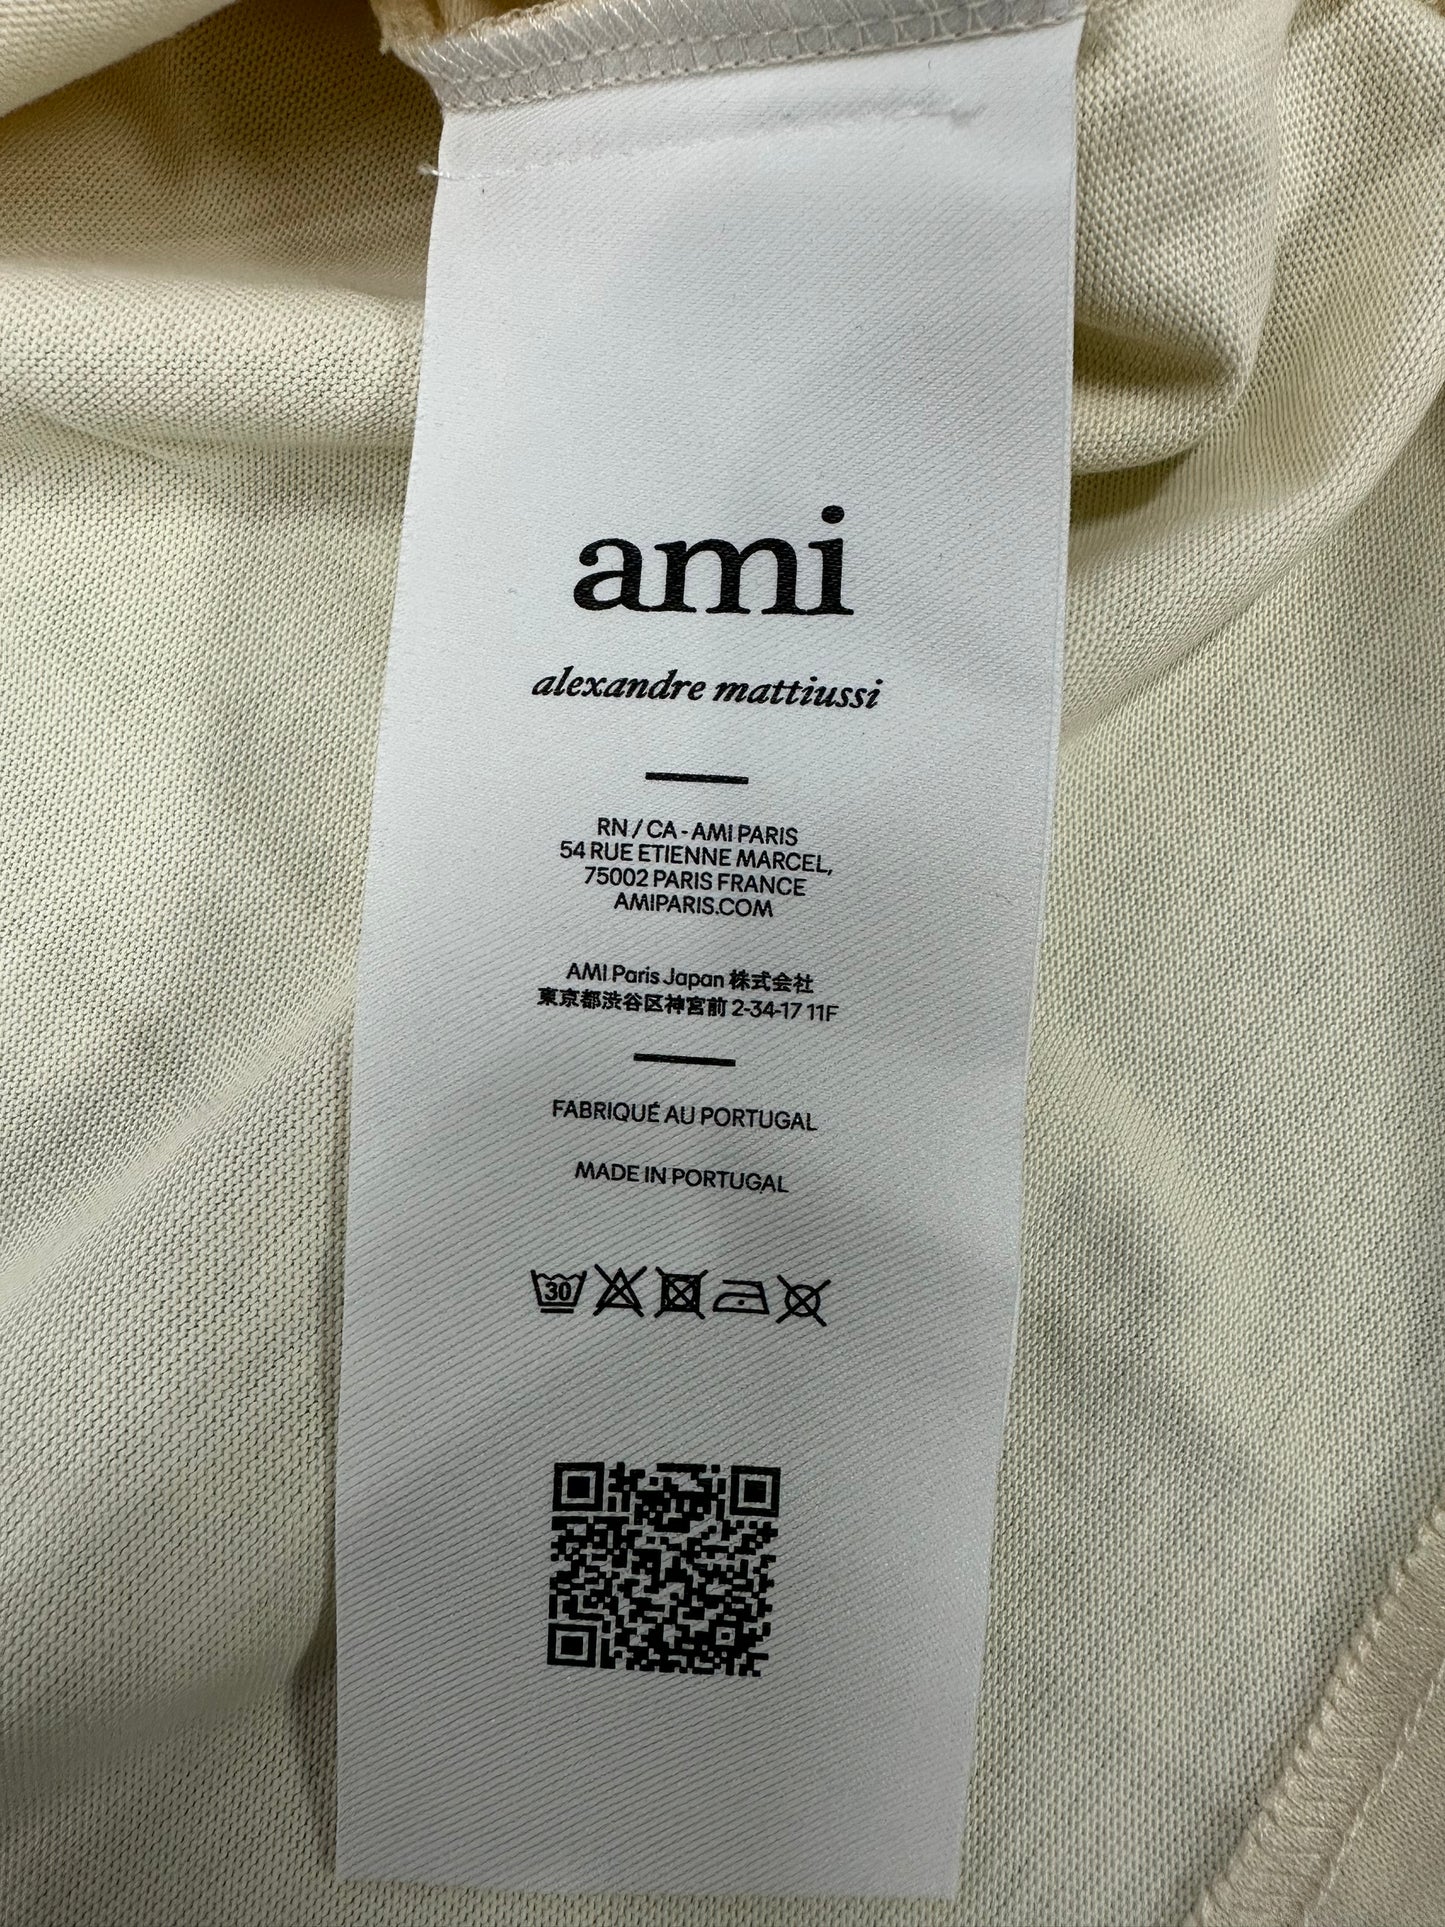 ami
alexandre mattiussi
RN / CA - AMI PARIS
54 RUE ETIENNE MARCEL,
75002 PARIS FRANCE
AMIPARIS.COM
AMI Paris Japan 株式会社
東京都渋谷区神宮前 2-34-17 11F
FABRIQUÉ AU PORTUGAL
MADE IN PORTUGAL
30